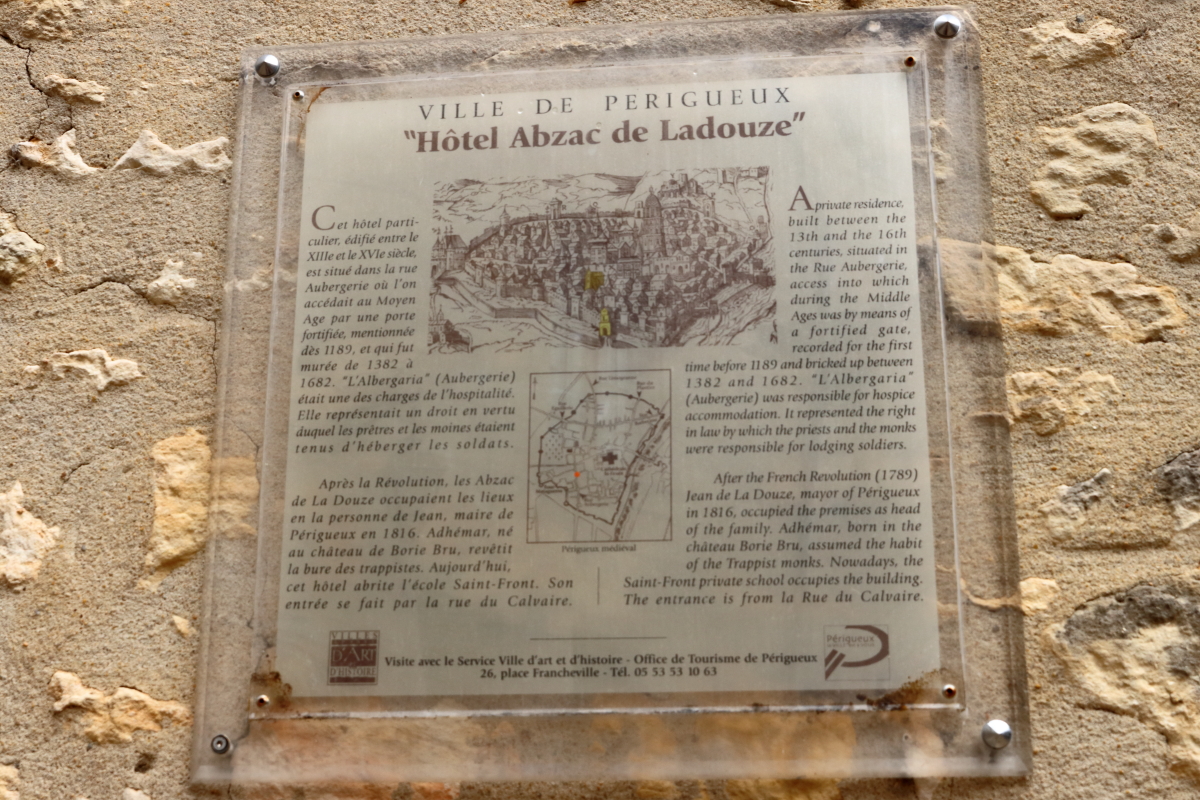 VILLE DE PERIGUEUX
"Hôtel Abzac de Ladouze"
Cet hôtel parti-
culier, édifié entre le
XIIIe et le XVIe siècle,
est situé dans la rue
Aubergerie où l'on
accédait au Moyen
Age par une porte
fortifiée, mentionnée
dès 1189, et qui fut
murée de 1382 à
1682. "L'Albergaria" (Aubergerie)
était une des charges de l'hospitalité.
Elle représentait un droit en vertu
duquel les prêtres et les moines étaient
tenus d'héberger les soldats.
Après la Révolution, les Abzac
de La Douze occupaient les lieux
en la personne de Jean, maire de
Périgueux en 1816. Adhémar, né
au château de Borie Bru, revêtit
la bure des trappistes. Aujourd'hui,
cet hôtel abrite l'école Saint-Front. Son
entrée se fait par la rue du Calvaire.
A private residence,
built between the
13th and the 16th
centuries, situated in
the Rue Aubergerie,
access into which
during the Middle
Ages was by means of
a fortified gate,
recorded for the first
time before 1189 and bricked up between
1382 and 1682. "L'Albergaria"
(Aubergerie) was responsible for hospice
accommodation. It represented the right
in law by which the priests and the monks
were responsible for lodging soldiers.
After the French Revolution (1789)
Jean de La Douze, mayor of Périgueux
in 1816, occupied the premises as head
of the family. Adhémar, born in the
château Borie Bru, assumed the habit
of the Trappist monks. Nowadays, the
Saint-Front private school occupies the building.
The entrance is from la Rue du Calvaire.
Périgueux médiéval
VILLES
D'ART
D'HISTOIRE
Visite avec le Service Ville d'art et d'histoire - Office de Tourisme de Périgueux
26, place Francheville - Tél. 05 53 53 10 63
Périgueux